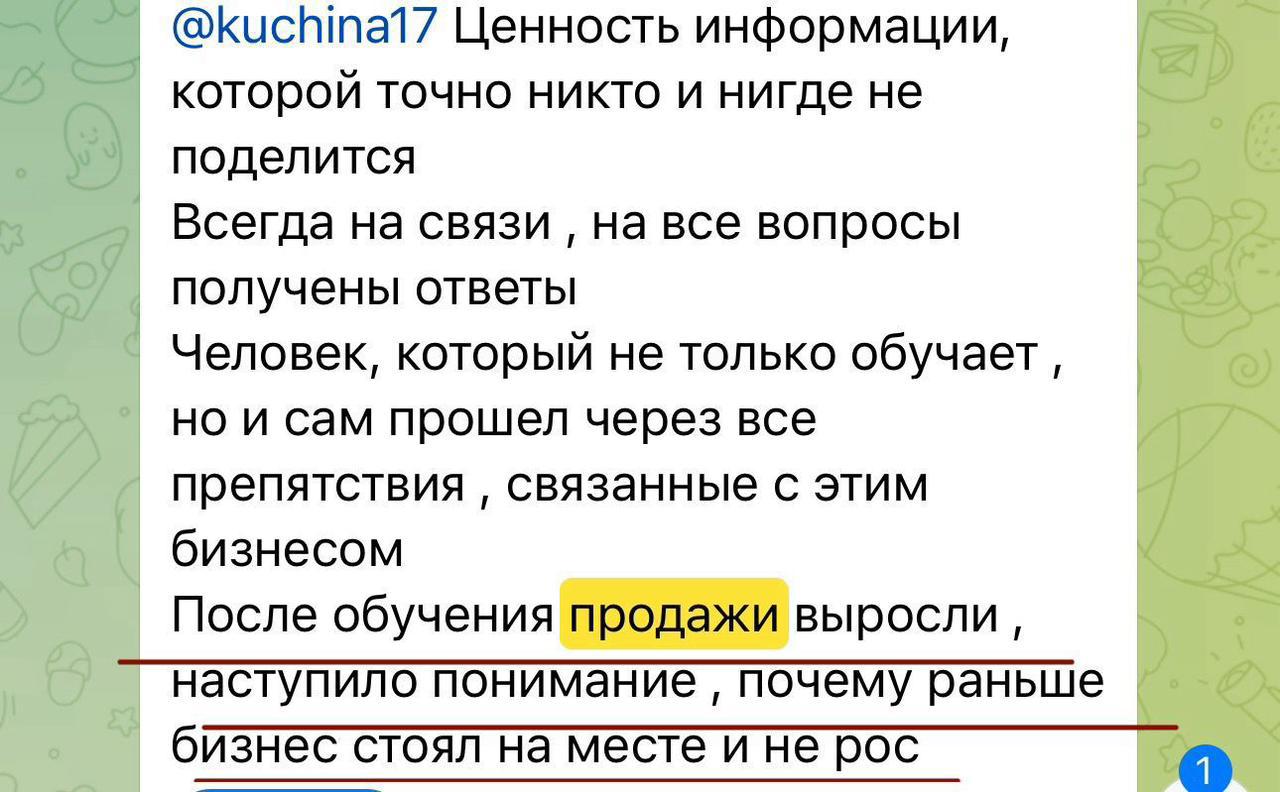 @kuchina17 Ценность информации,
которой точно никто и нигде не
поделится
Всегда на связи , на все вопросы
получены ответы
Человек, который не только обучает ,
но и сам прошел через все
препятствия , связанные с этим
бизнесом
После обучения продажи выросли ,
наступило понимание , почему раньше
бизнес стоял на месте и не рос
1